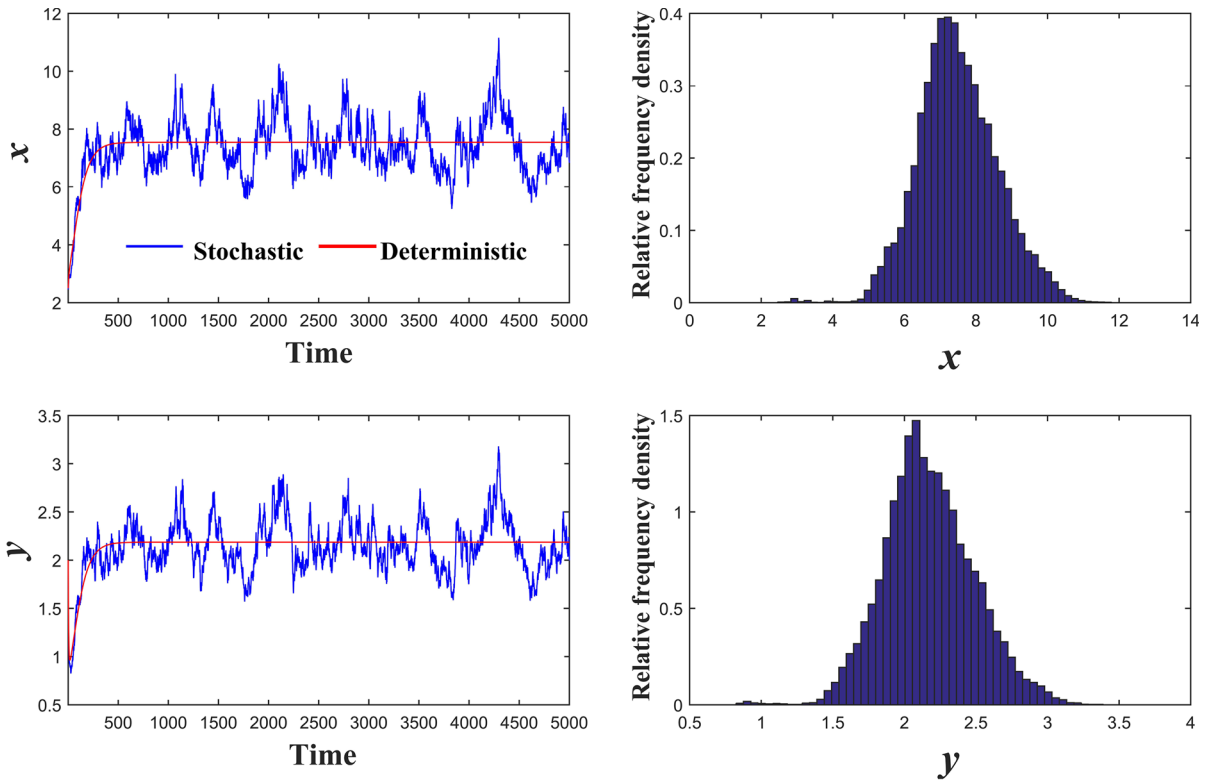 12
10
8
6
4
2
x
Stochastic Deterministic
500 1000 1500 2000 2500 3000 3500 4000 4500 5000
Time
0.4
0.3
0.2
0.1
0
Relative frequency density
0 2 4 6 8 10 12 14
x
3.5
3
2.5
2
1.5
1
0.5
y
500 1000 1500 2000 2500 3000 3500 4000 4500 5000
Time
1.5
1
0.5
0
Relative frequency density
0.5 1 1.5 2 2.5 3 3.5 4
y